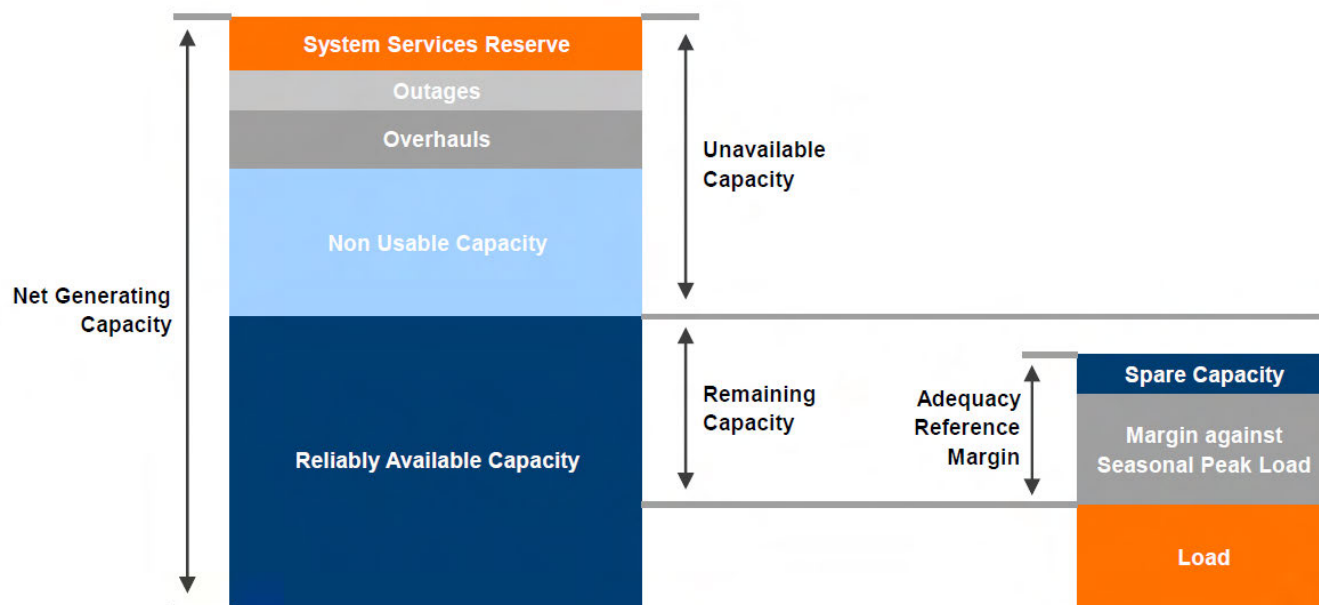 System Services Reserve
Outages
Overhauls
Non Usable Capacity
Reliably Available Capacity
Net Generating
Capacity
Unavailable
Capacity
Remaining
Capacity
Adequacy
Reference
Margin
Spare Capacity
Margin against
Seasonal Peak Load
Load